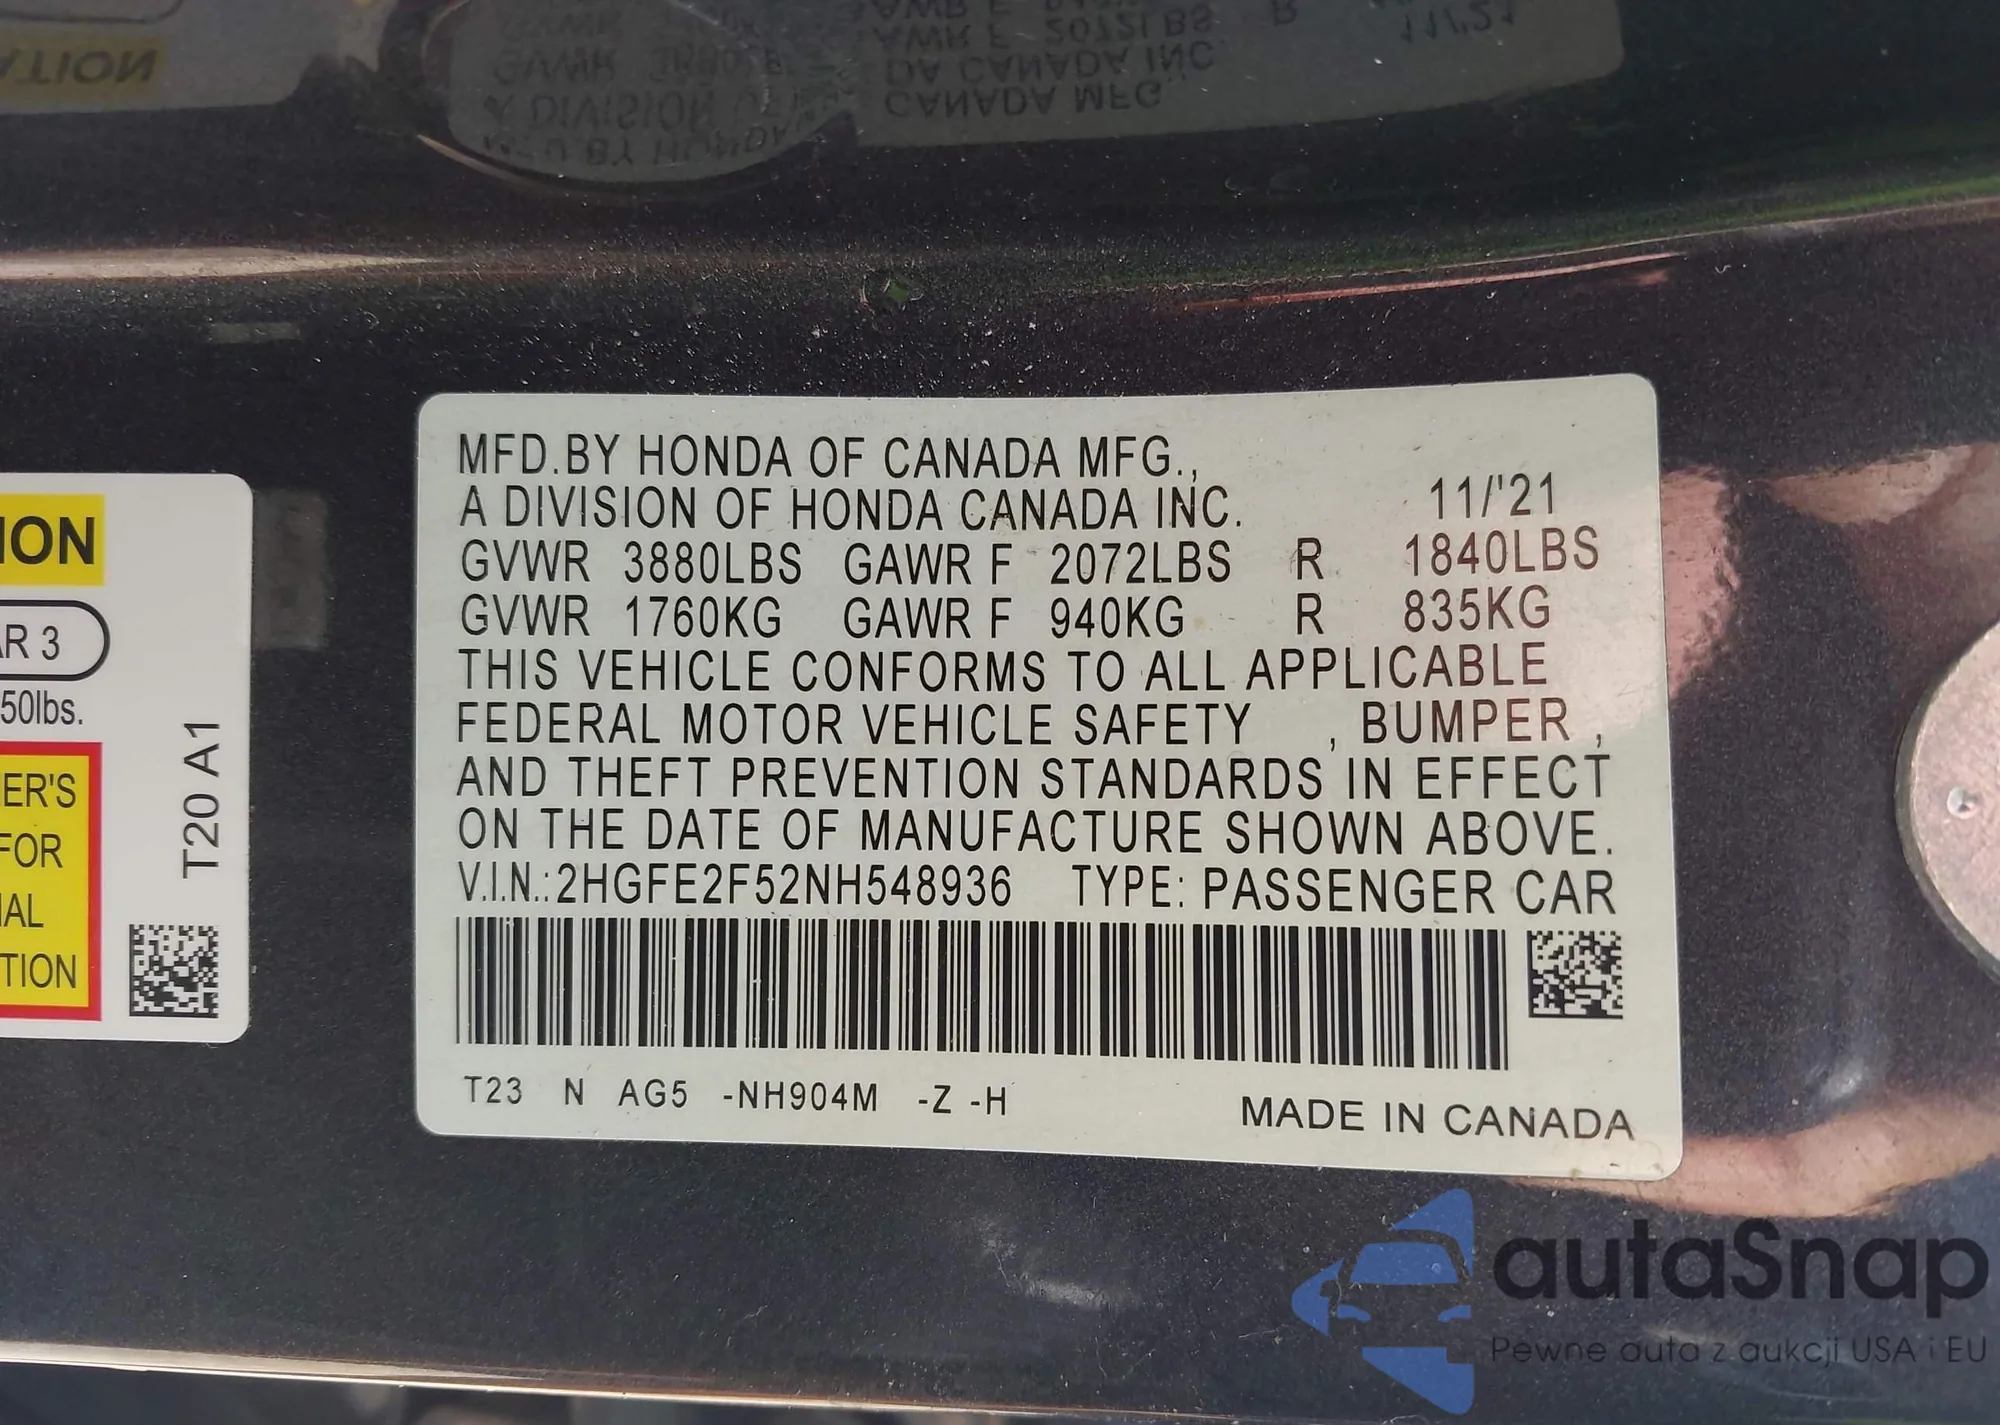 MFD.BY HONDA OF CANADA MFG.,
A DIVISION OF HONDA CANADA INC. 11/'21
GVWR 3880LBS GAWR F 2072LBS R 1840LBS
GVWR 1760KG GAWR F 940KG R 835KG
THIS VEHICLE CONFORMS TO ALL APPLICABLE
FEDERAL MOTOR VEHICLE SAFETY , BUMPER ,
AND THEFT PREVENTION STANDARDS IN EFFECT
ON THE DATE OF MANUFACTURE SHOWN ABOVE.
V.I.N.:2HGFE2F52NH548936 TYPE: PASSENGER CAR
T23 N AG5 -NH904M -Z -H
MADE IN CANADA
ION
AR 3
50lbs.
ER'S
FOR
IAL
TION
T20 A1
autaSnap
Pewne auta z aukcji USA i EU